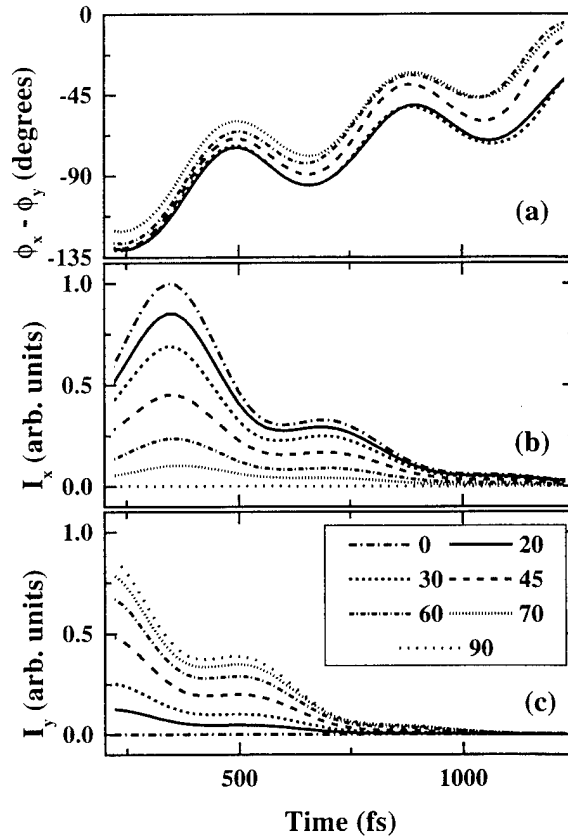 0
-45
-90
-135
ϕx - ϕy (degrees)
(a)
1.0
0.5
0.0
Ix (arb. units)
(b)
1.0
0.5
0.0
Iy (arb. units)
0 20
30 45
60 70
90
(c)
500 1000
Time (fs)